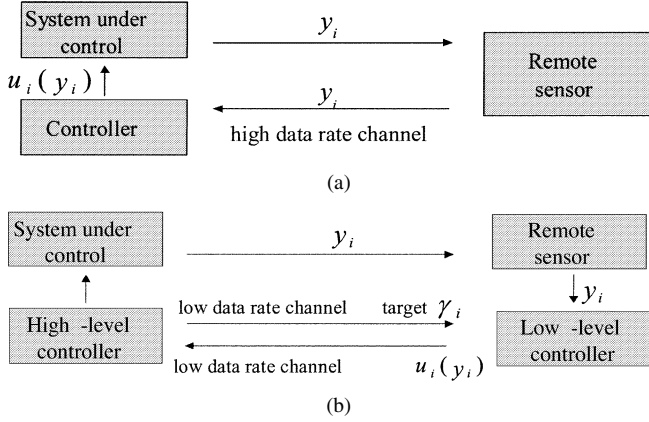 System under
control
y_i
Remote
sensor
u_i(y_i)
y_i
Controller
high data rate channel
(a)
System under
control
y_i
Remote
sensor
y_i
low data rate channel
target γ_i
High -level
controller
Low -level
controller
low data rate channel
u_i(y_i)
(b)